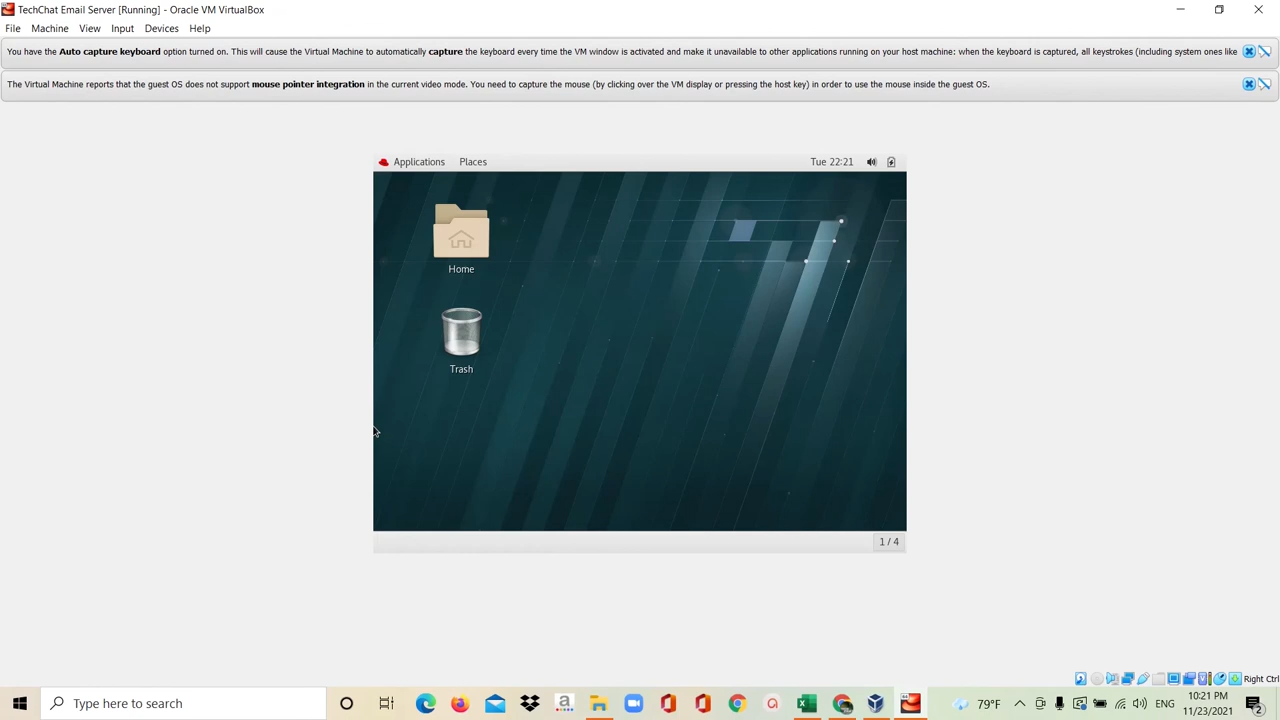 TechChat Email Server [Running] - Oracle VM VirtualBox
File Machine View Input Devices Help
You have the Auto capture keyboard option turned on. This will cause the Virtual Machine to automatically capture the keyboard every time the VM window is activated and make it unavailable to other applications running on your host machine: when the keyboard is captured, all keystrokes (including system ones like
The Virtual Machine reports that the guest OS does not support mouse pointer integration in the current video mode. You need to capture the mouse (by clicking over the VM display or pressing the host key) in order to use the mouse inside the guest OS.
Applications Places Tue 22:21
Home
Trash
1 / 4
Right Ctrl
Type here to search
79°F
ENG
10:21 PM
11/23/2021
2